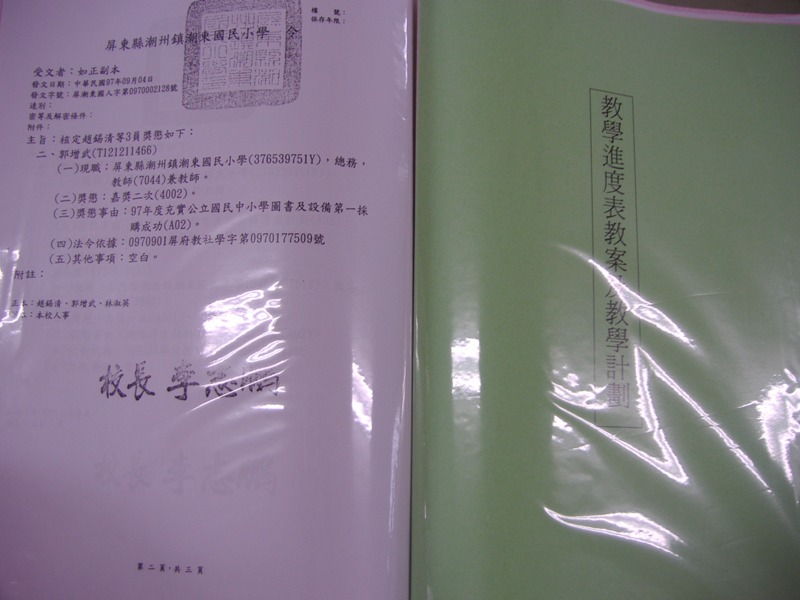 檔 號：
保存年限：
屏東縣潮州鎮潮東國民小學 令
受文者：如正副本
發文日期：中華民國97年09月04日
發文字號：屏潮東國人字第0970002128號
速別：
密等及解密條件：
附件：
主旨：核定趙錫清等3員獎懲如下：
二、郭增武(T121211466)
(一)現職：屏東縣潮州鎮潮東國民小學(376539751Y)，總務，
教師(7044)兼教師。
(二)獎懲：嘉獎二次(4002)。
(三)獎懲事由：97年度充實公立國民中小學圖書及設備第一採
購成功(A02)。
(四)法令依據：0970901屏府教社學字第0970177509號
(五)其他事項：空白。
附註：
正本：趙錫清、郭增武、林淑英
本：本校人事
校長 李志鵬
校長李志鵬
第二頁，共三頁
教學進度表教案及教學計劃